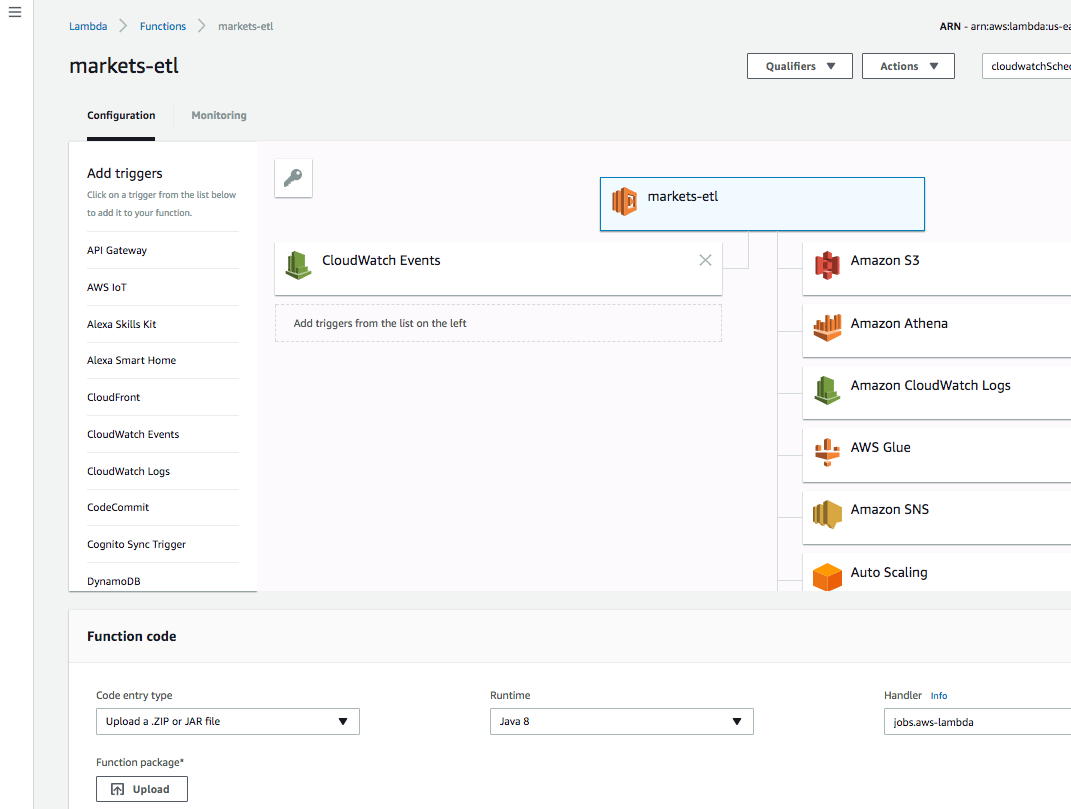 Lambda Functions markets-etl
ARN - arn:aws:lambda:us-ea
markets-etl
Qualifiers
Actions
cloudwatchSched
Configuration
Monitoring
Add triggers
Click on a trigger from the list below
to add it to your function.
API Gateway
AWS IoT
Alexa Skills Kit
Alexa Smart Home
CloudFront
CloudWatch Events
CloudWatch Logs
CodeCommit
Cognito Sync Trigger
DynamoDB
markets-etl
CloudWatch Events
Add triggers from the list on the left
Amazon S3
Amazon Athena
Amazon CloudWatch Logs
AWS Glue
Amazon SNS
Auto Scaling
Function code
Code entry type
Upload a .ZIP or JAR file
Runtime
Java 8
Handler Info
jobs.aws-lambda
Function package*
Upload